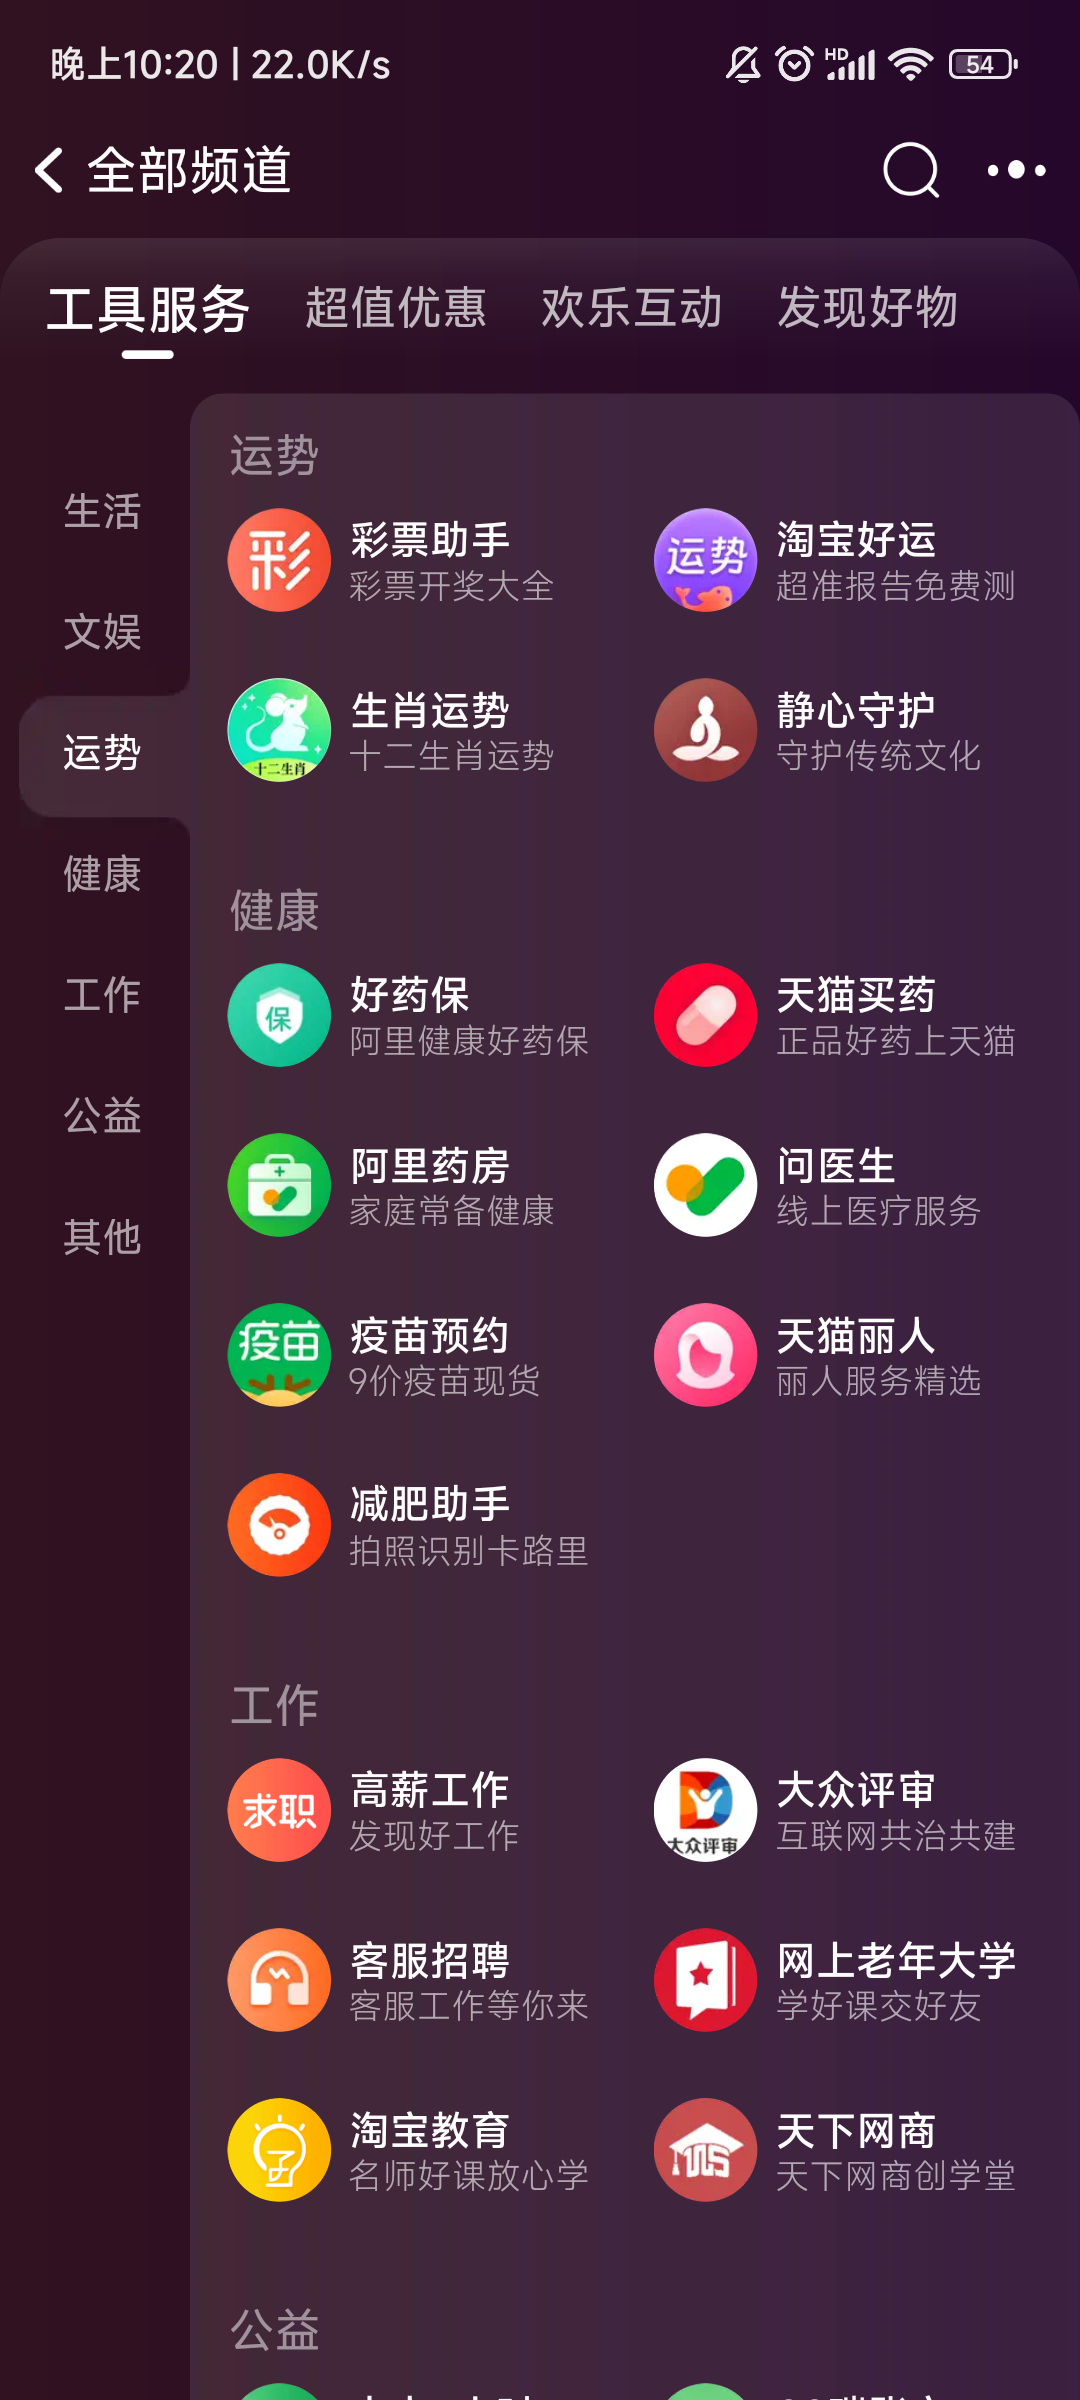 晚上10:20 | 22.0K/s
HD
54
全部频道
工具服务 超值优惠 欢乐互动 发现好物
生活
文娱
运势
健康
工作
公益
其他
运势
彩
彩票助手
彩票开奖大全
运势
淘宝好运
超准报告免费测
十二生肖
生肖运势
十二生肖运势
静心守护
守护传统文化
健康
保
好药保
阿里健康好药保
天猫买药
正品好药上天猫
阿里药房
家庭常备健康
问医生
线上医疗服务
疫苗
疫苗预约
9价疫苗现货
天猫丽人
丽人服务精选
减肥助手
拍照识别卡路里
工作
求职
高薪工作
发现好工作
大众评审
大众评审
互联网共治共建
客服招聘
客服工作等你来
网上老年大学
学好课交好友
淘宝教育
名师好课放心学
天下网商
天下网商创学堂
公益